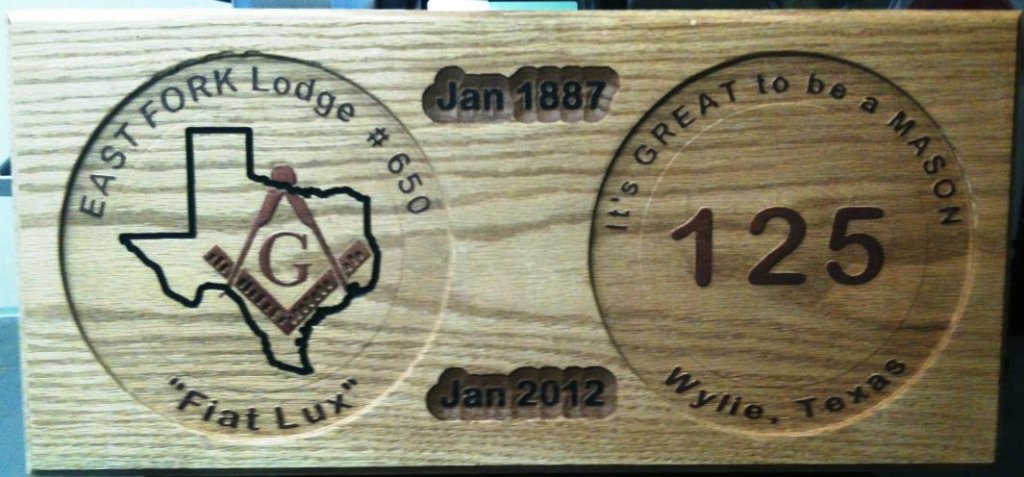 EAST FORK Lodge # 650
G
"Fiat Lux"
Jan 1887
Jan 2012
It's GREAT to be a MASON
125
Wylie, Texas